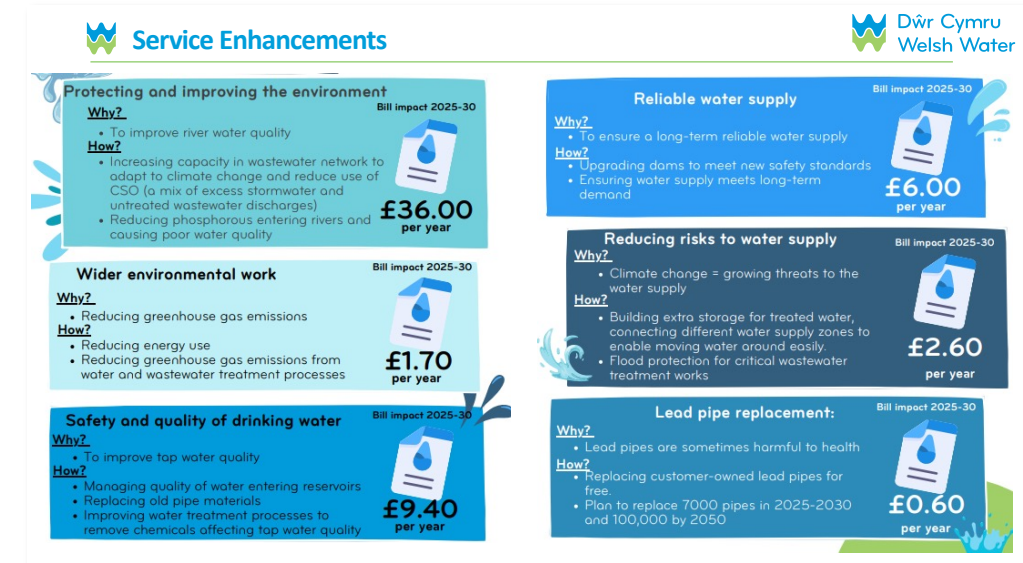 Service Enhancements
Dŵr Cymru
Welsh Water
Protecting and improving the environment
Bill impact 2025-30
Why?
• To improve river water quality
How?
• Increasing capacity in wastewater network to
adapt to climate change and reduce use of
CSO (a mix of excess stormwater and
untreated wastewater discharges)
• Reducing phosphorous entering rivers and
causing poor water quality
£36.00
per year
Wider environmental work
Bill impact 2025-30
Why?
• Reducing greenhouse gas emissions
How?
• Reducing energy use
• Reducing greenhouse gas emissions from
water and wastewater treatment processes
£1.70
per year
Safety and quality of drinking water
Bill impact 2025-30
Why?
• To improve tap water quality
How?
• Managing quality of water entering reservoirs
• Replacing old pipe materials
• Improving water treatment processes to
remove chemicals affecting tap water quality
£9.40
per year
Reliable water supply
Bill impact 2025-30
Why?
• To ensure a long-term reliable water supply
How?
• Upgrading dams to meet new safety standards
• Ensuring water supply meets long-term
demand
£6.00
per year
Reducing risks to water supply
Bill impact 2025-30
Why?
• Climate change = growing threats to the
water supply
How?
• Building extra storage for treated water,
connecting different water supply zones to
enable moving water around easily.
• Flood protection for critical wastewater
treatment works
£2.60
per year
Lead pipe replacement:
Bill impact 2025-30
Why?
• Lead pipes are sometimes harmful to health
How?
• Replacing customer-owned lead pipes for
free.
• Plan to replace 7000 pipes in 2025-2030
and 100,000 by 2050
£0.60
per year